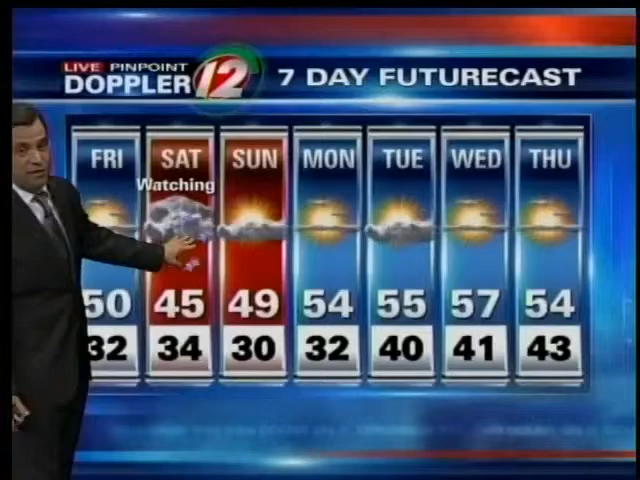 LIVE PINPOINT
DOPPLER 12
7 DAY FUTURECAST
FRI SAT SUN MON TUE WED THU
Watching
50 45 49 54 55 57 54
32 34 30 32 40 41 43